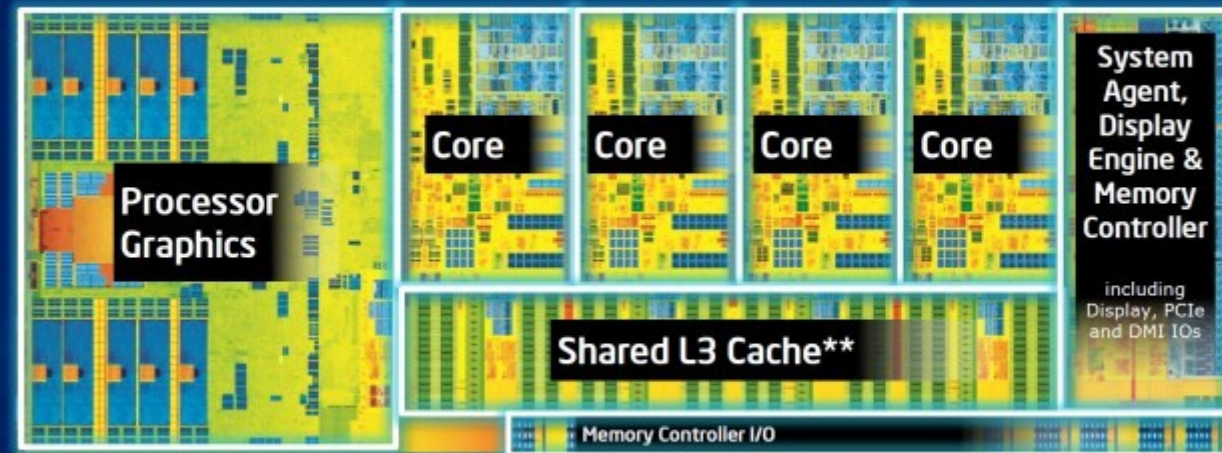 Processor
Graphics
Core
Core
Core
Core
System
Agent,
Display
Engine &
Memory
Controller
including
Display, PCIe
and DMI IOs
Shared L3 Cache**
Memory Controller I/O